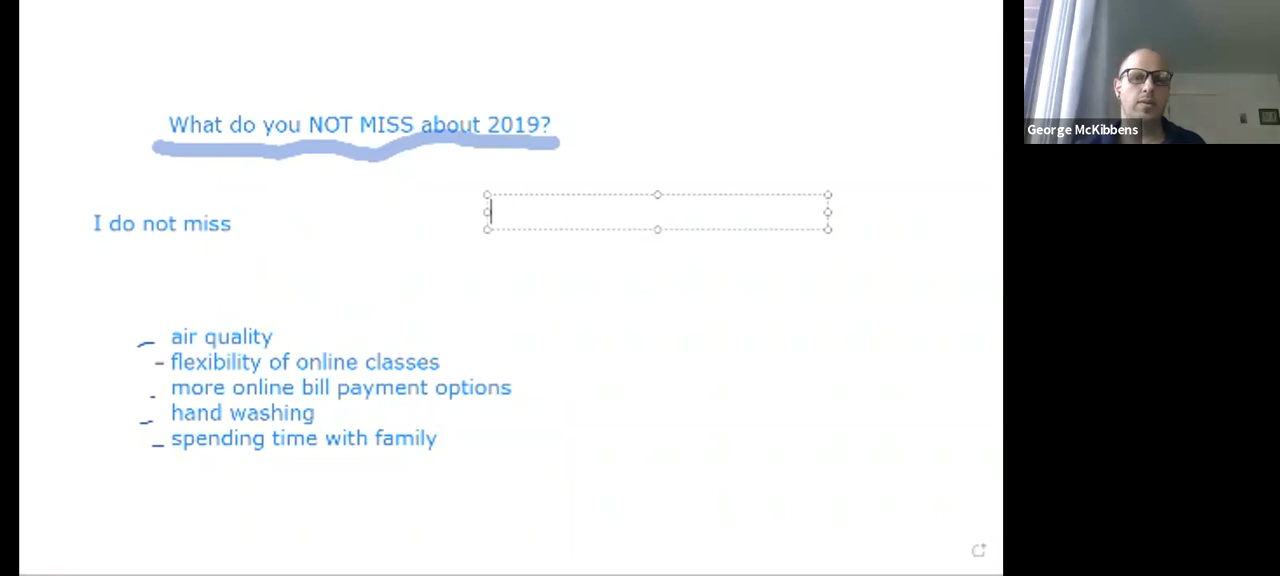 What do you NOT MISS about 2019?
I do not miss
- air quality
- flexibility of online classes
- more online bill payment options
- hand washing
- spending time with family
George McKibbens